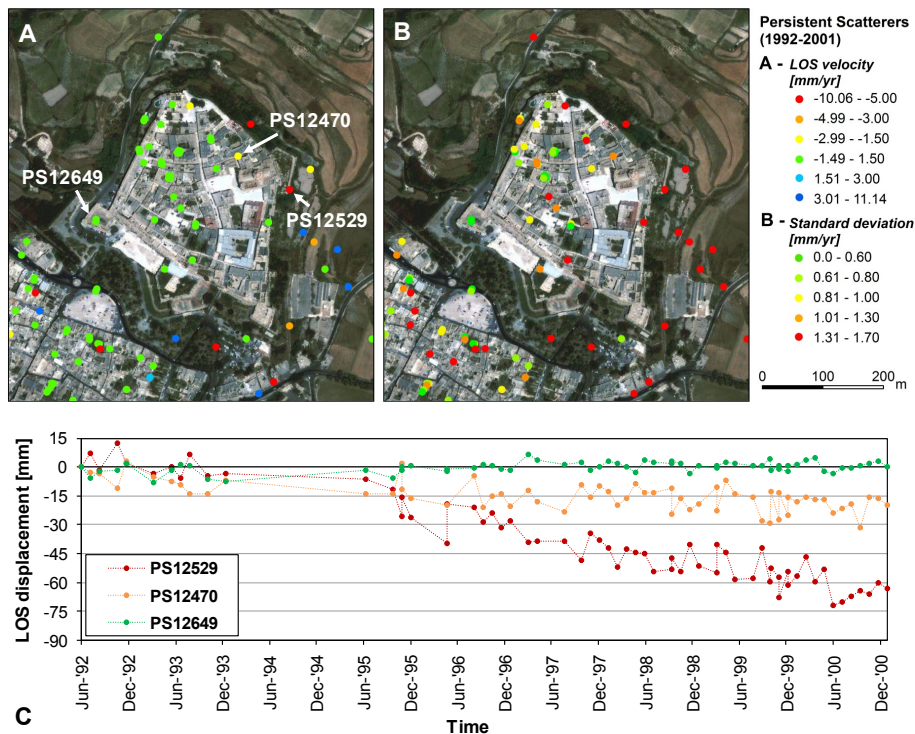 A
B
PS12470
PS12649
PS12529
Persistent Scatterers
(1992-2001)
A - LOS velocity
[mm/yr]
-10.06 - -5.00
-4.99 - -3.00
-2.99 - -1.50
-1.49 - 1.50
1.51 - 3.00
3.01 - 11.14
B - Standard deviation
[mm/yr]
0.0 - 0.60
0.61 - 0.80
0.81 - 1.00
1.01 - 1.30
1.31 - 1.70
0 100 200
m
LOS displacement [mm]
15
0
-15
-30
-45
-60
-75
-90
PS12529
PS12470
PS12649
Jun-'92
Dec-'92
Jun-'93
Dec-'93
Jun-'94
Dec-'94
Jun-'95
Dec-'95
Jun-'96
Dec-'96
Jun-'97
Dec-'97
Jun-'98
Dec-'98
Jun-'99
Dec-'99
Jun-'00
Dec-'00
C
Time